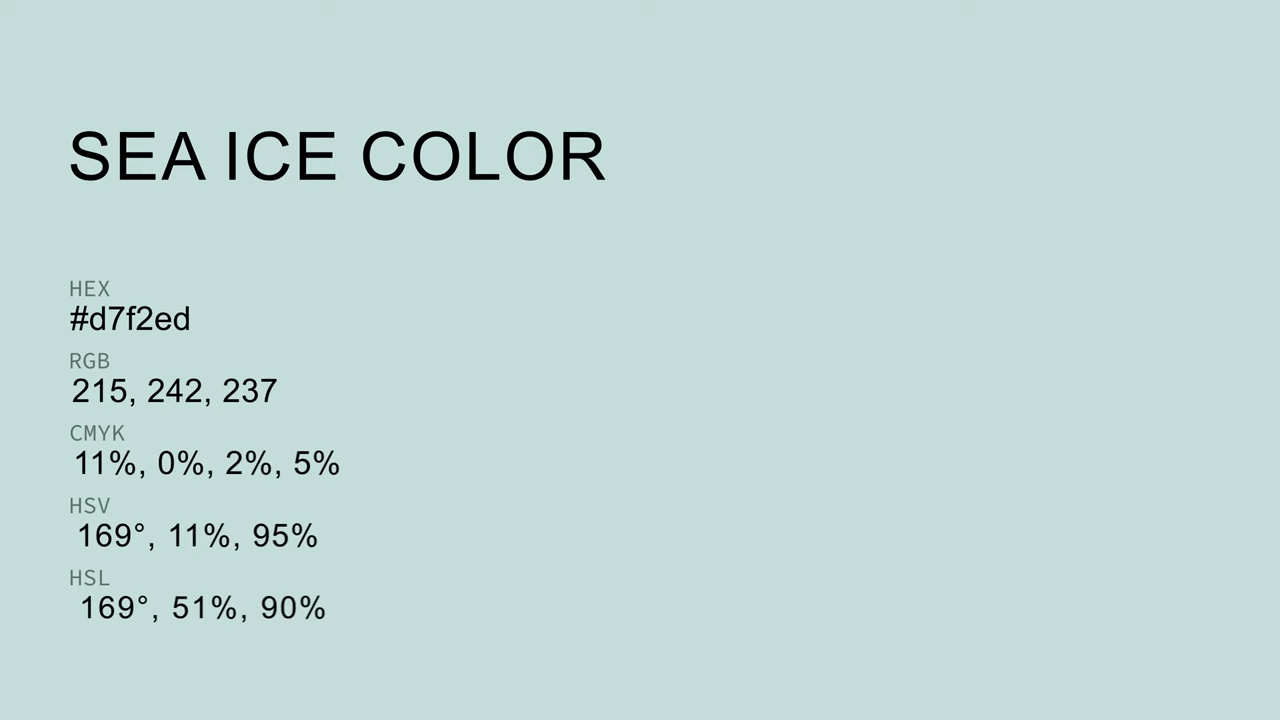 SEA ICE COLOR
HEX
#d7f2ed
RGB
215, 242, 237
CMYK
11%, 0%, 2%, 5%
HSV
169°, 11%, 95%
HSL
169°, 51%, 90%